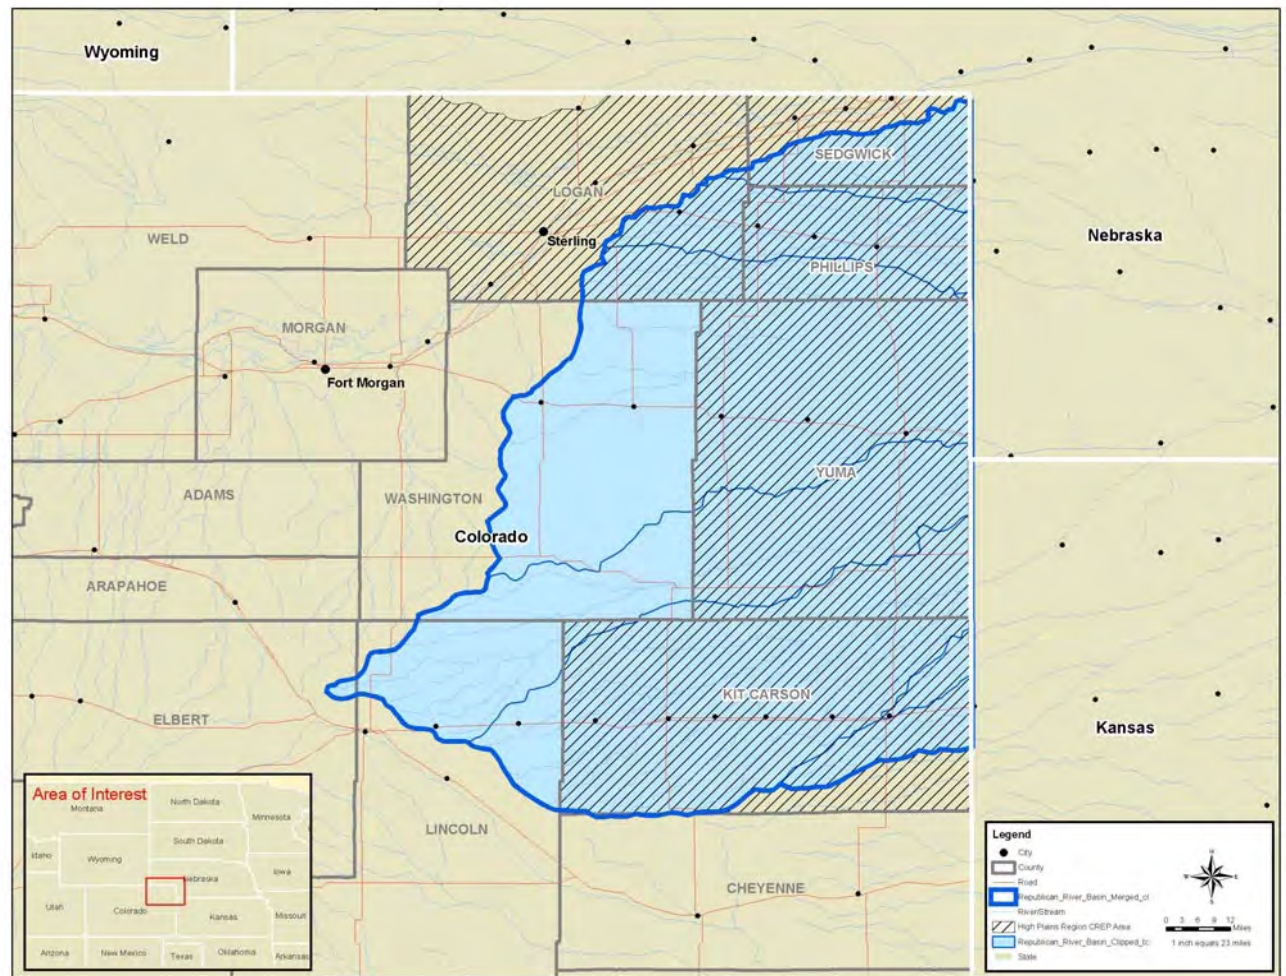 Wyoming
SEDGWICK
LOGAN
Sterling
WELD
Nebraska
PHILLIPS
MORGAN
Fort Morgan
YUMA
ADAMS
WASHINGTON
Colorado
ARAPAHOE
KIT CARSON
ELBERT
Kansas
LINCOLN
CHEYENNE
Area of Interest
Montana
North Dakota
Minnesota
South Dakota
Idaho
Wyoming
Nebraska
Iowa
Utah
Colorado
Kansas
Missouri
Arizona
New Mexico
Texas
Oklahoma
Arkansas
Legend
City
County
Road
Republican_River_Basin_Merged_cl
River/Stream
High Plains Region CREP Area
Republican_River_Basin_Clipped_tc
State
N
W
E
S
0 3 6 9 12
Miles
1 inch equals 23 miles